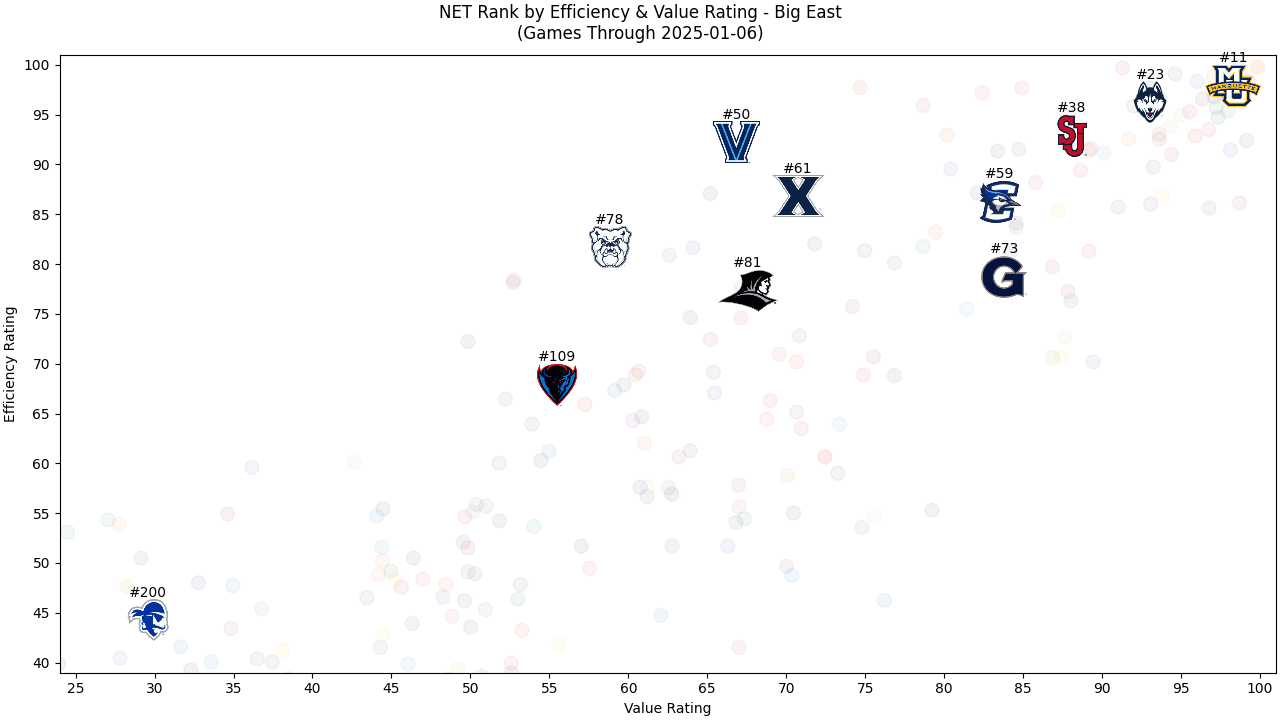 NET Rank by Efficiency & Value Rating - Big East
(Games Through 2025-01-06)
Efficiency Rating
100
95
90
85
80
75
70
65
60
55
50
45
40
#11
MU
MARQUETTE
#23
#38
SJ
#50
V
#61
X
#59
C
#73
G
#78
#81
#109
#200
25 30 35 40 45 50 55 60 65 70 75 80 85 90 95 100
Value Rating